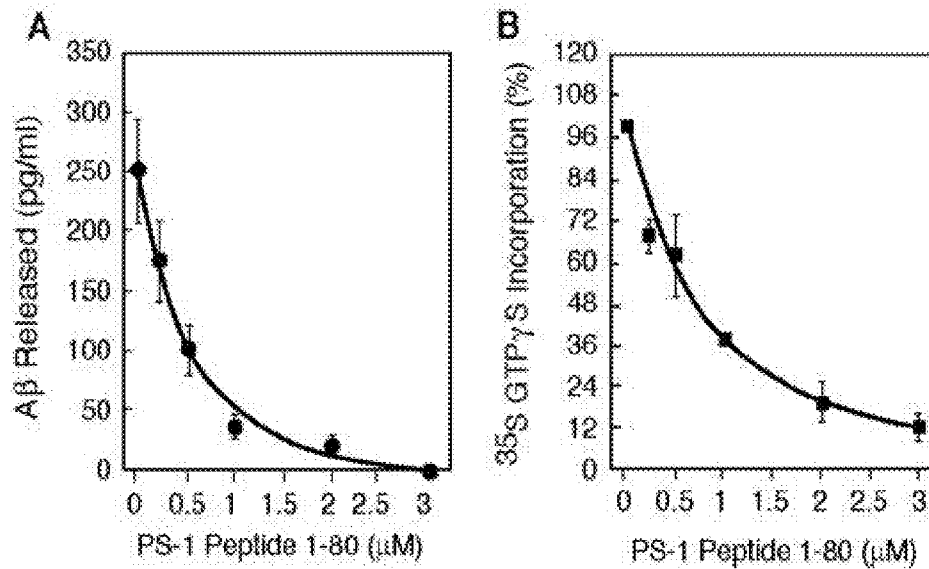 A
Aβ Released (pg/ml)
350
300
250
200
150
100
50
0
0 0.5 1 1.5 2 2.5 3
PS-1 Peptide 1-80 (μM)
B
35S GTP-γS Incorporation (%)
120
108
96
84
72
60
48
36
24
12
0
0 0.5 1 1.5 2 2.5 3
PS-1 Peptide 1-80 (μM)